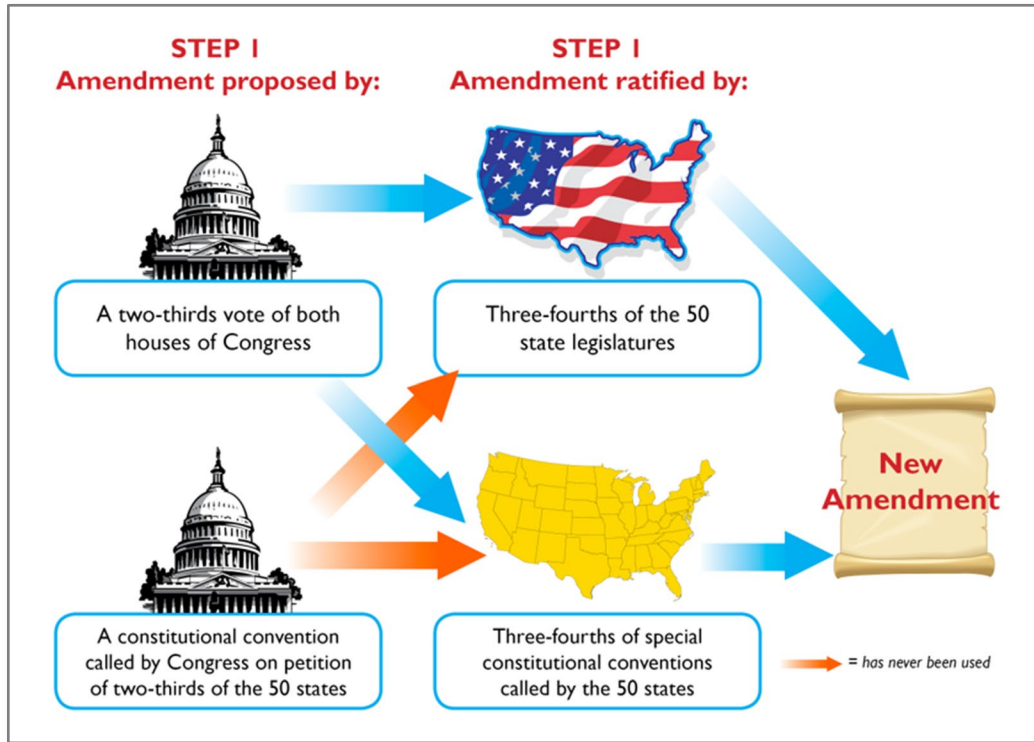 STEP 1
Amendment proposed by:
STEP 1
Amendment ratified by:
A two-thirds vote of both
houses of Congress
Three-fourths of the 50
state legislatures
New
Amendment
A constitutional convention
called by Congress on petition
of two-thirds of the 50 states
Three-fourths of special
constitutional conventions
called by the 50 states
= has never been used